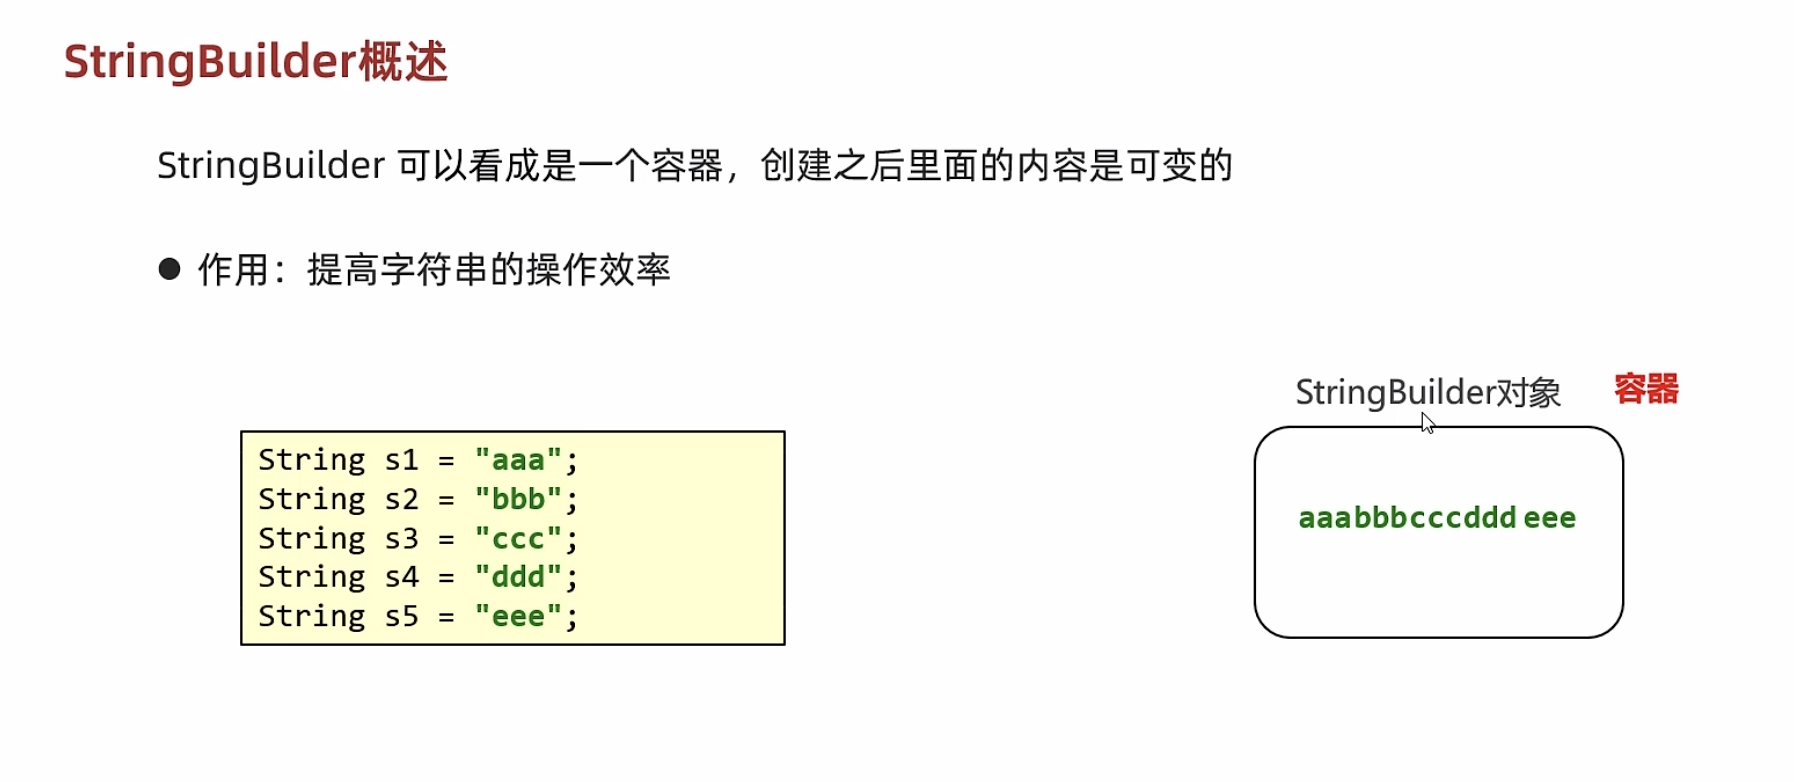 StringBuilder概述
StringBuilder 可以看成是一个容器，创建之后里面的内容是可变的
● 作用：提高字符串的操作效率
StringBuilder对象 容器
String s1 = "aaa";
String s2 = "bbb";
String s3 = "ccc";
String s4 = "ddd";
String s5 = "eee";
aaabbbcccddd eee